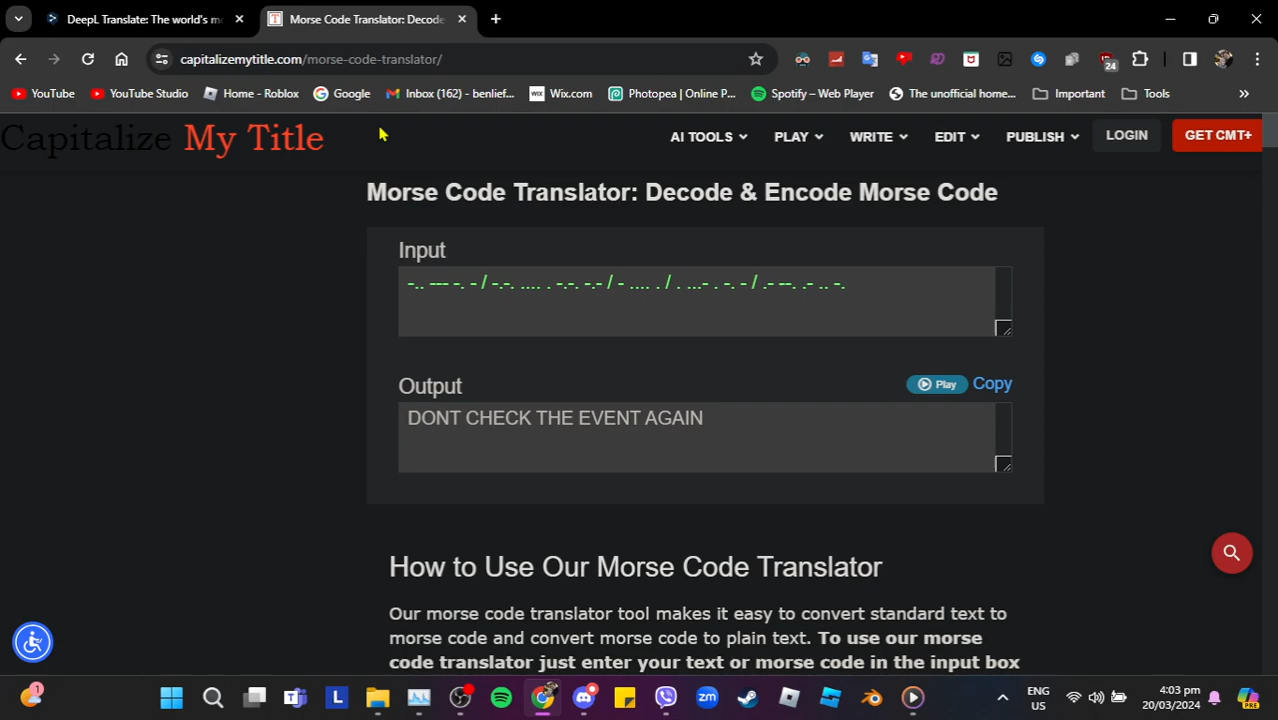 DeepL Translate: The world's m
Morse Code Translator: Decode
capitalizemytitle.com/morse-code-translator/
24
YouTube
YouTube Studio
Home - Roblox
Google
Inbox (162) - benlief...
Wix.com
Photopea | Online P...
Spotify – Web Player
The unofficial home...
Important
Tools
Capitalize My Title
AI TOOLS
PLAY
WRITE
EDIT
PUBLISH
LOGIN
GET CMT+
Morse Code Translator: Decode & Encode Morse Code
Input
-.. --- -. - / -.-. .... . -.-. -.- / - .... . / . ...- . -. - / .- --. .- .. -.
Output
Play
Copy
DONT CHECK THE EVENT AGAIN
How to Use Our Morse Code Translator
Our morse code translator tool makes it easy to convert standard text to
morse code and convert morse code to plain text. To use our morse
code translator just enter your text or morse code in the input box
1
L
zm
ENG
US
4:03 pm
20/03/2024
PRE